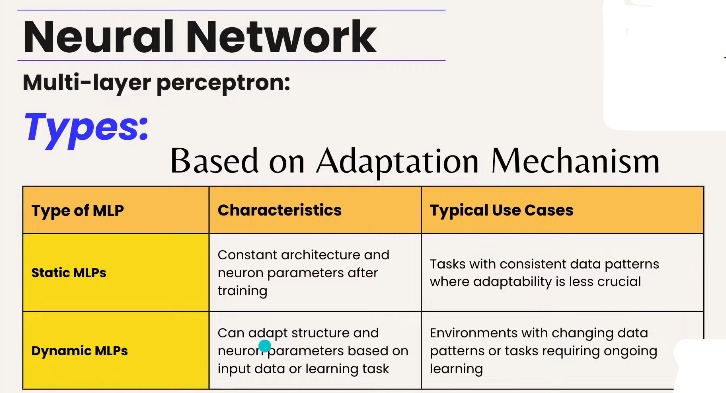 Neural Network
Multi-layer perceptron:
Types:
Based on Adaptation Mechanism
Type of MLP
Characteristics
Typical Use Cases
Static MLPs
Constant architecture and
neuron parameters after
training
Tasks with consistent data patterns
where adaptability is less crucial
Dynamic MLPs
Can adapt structure and
neuron parameters based on
input data or learning task
Environments with changing data
patterns or tasks requiring ongoing
learning